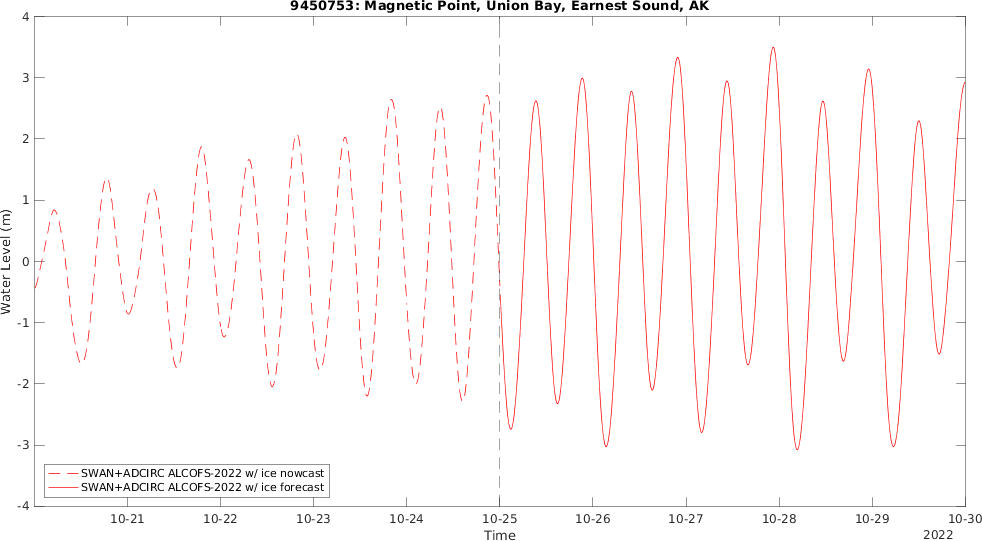 9450753: Magnetic Point, Union Bay, Earnest Sound, AK
4
3
2
1
0
-1
-2
-3
-4
Water Level (m)
SWAN+ADCIRC ALCOFS-2022 w/ ice nowcast
SWAN+ADCIRC ALCOFS-2022 w/ ice forecast
10-21 10-22 10-23 10-24 10-25 10-26 10-27 10-28 10-29 10-30
Time
2022